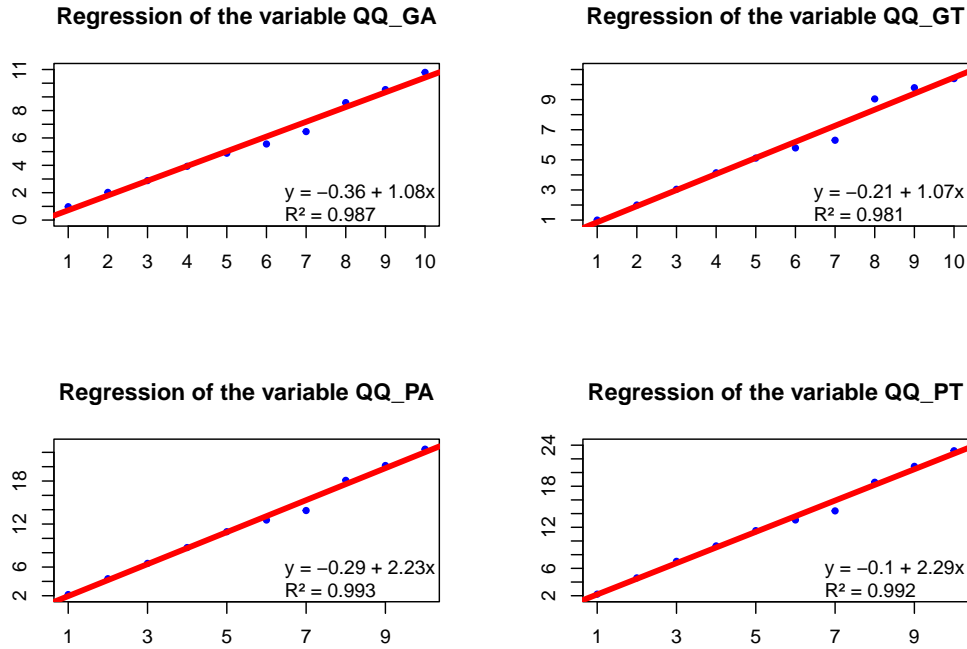 Regression of the variable QQ_GA
11
8
6
4
2
0
y = −0.36 + 1.08x
R² = 0.987
1 2 3 4 5 6 7 8 9 10
Regression of the variable QQ_GT
9
7
5
3
1
y = −0.21 + 1.07x
R² = 0.981
1 2 3 4 5 6 7 8 9 10
Regression of the variable QQ_PA
18
12
6
2
y = −0.29 + 2.23x
R² = 0.993
1 3 5 7 9
Regression of the variable QQ_PT
24
18
12
6
2
y = −0.1 + 2.29x
R² = 0.992
1 3 5 7 9